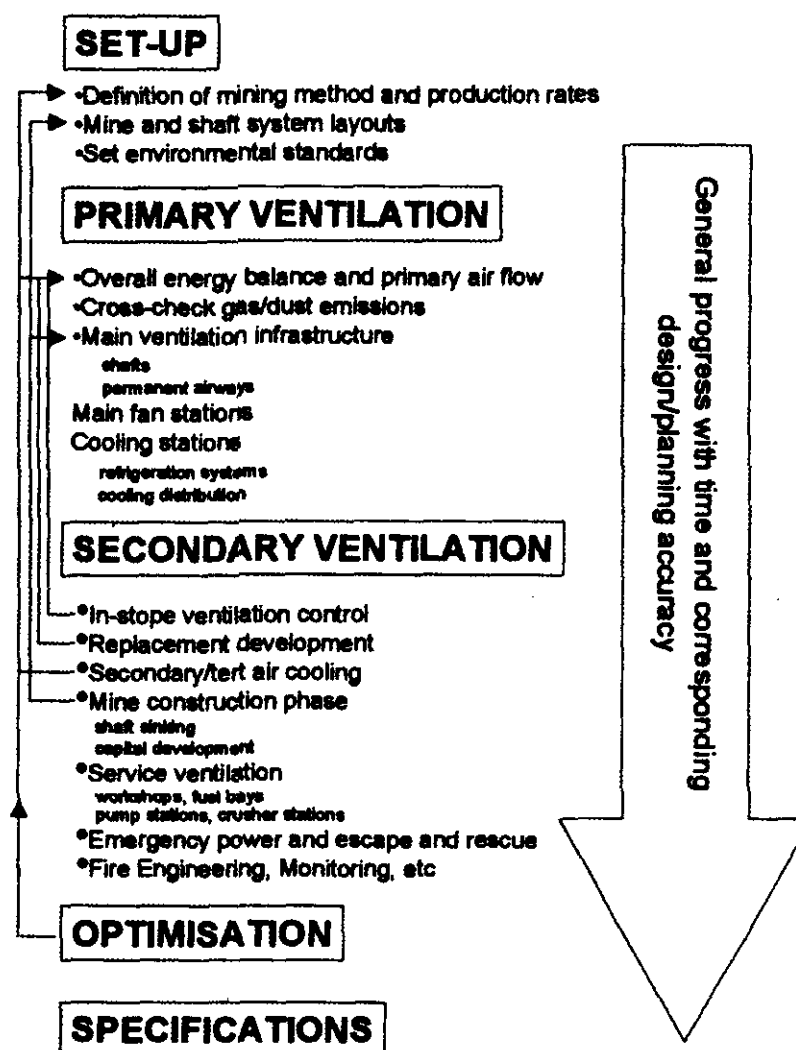 SET-UP
•Definition of mining method and production rates
•Mine and shaft system layouts
•Set environmental standards
PRIMARY VENTILATION
•Overall energy balance and primary air flow
•Cross-check gas/dust emissions
•Main ventilation infrastructure
shafts
permanent airways
Main fan stations
Cooling stations
refrigeration systems
cooling distribution
SECONDARY VENTILATION
•In-stope ventilation control
•Replacement development
•Secondary/tert air cooling
•Mine construction phase
shaft sinking
capital development
•Service ventilation
workshops, fuel bays
pump stations, crusher stations
•Emergency power and escape and rescue
•Fire Engineering, Monitoring, etc
OPTIMISATION
SPECIFICATIONS
General progress with time and corresponding
design/planning accuracy